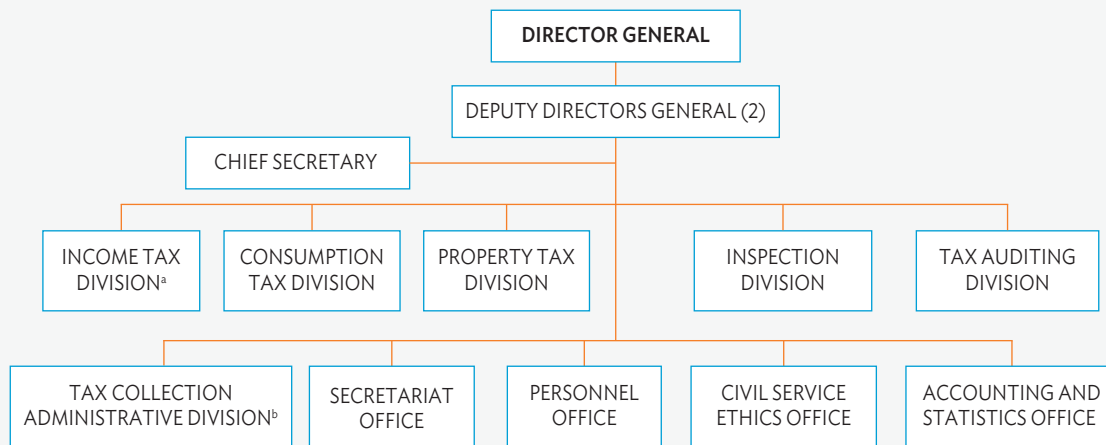 DIRECTOR GENERAL
DEPUTY DIRECTORS GENERAL (2)
CHIEF SECRETARY
INCOME TAX
DIVISIONᵃ
CONSUMPTION
TAX DIVISION
PROPERTY TAX
DIVISION
INSPECTION
DIVISION
TAX AUDITING
DIVISION
TAX COLLECTION
ADMINISTRATIVE DIVISIONᵇ
SECRETARIAT
OFFICE
PERSONNEL
OFFICE
CIVIL SERVICE
ETHICS OFFICE
ACCOUNTING AND
STATISTICS OFFICE